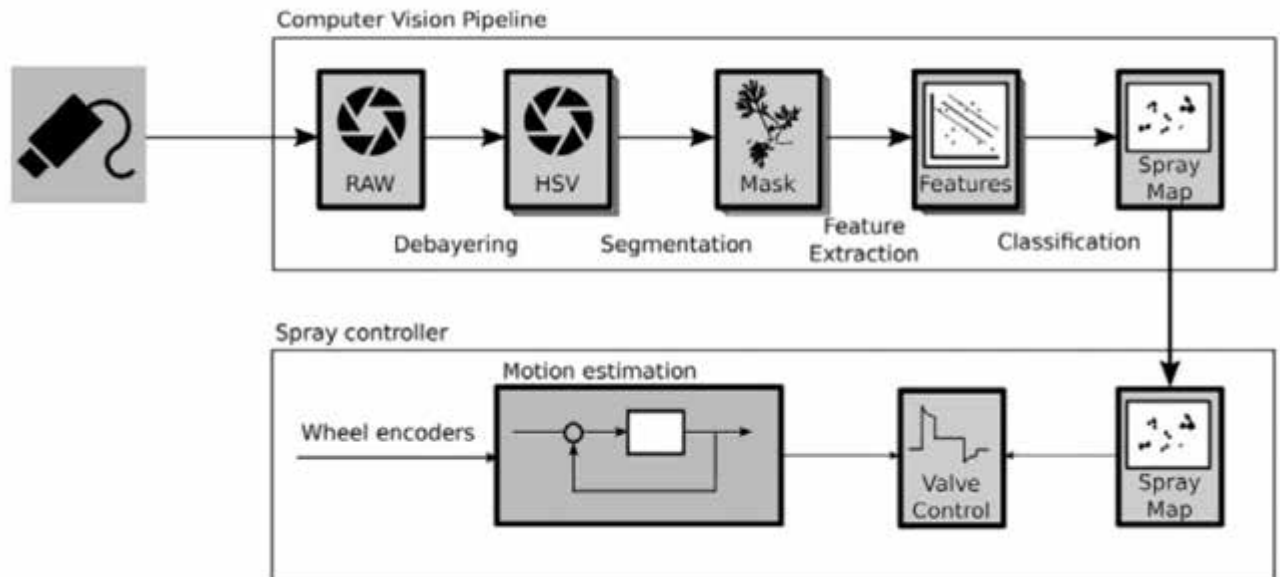 Computer Vision Pipeline
RAW
HSV
Mask
Features
Spray
Map
Debayering
Segmentation
Feature
Extraction
Classification
Spray controller
Motion estimation
Wheel encoders
Valve
Control
Spray
Map